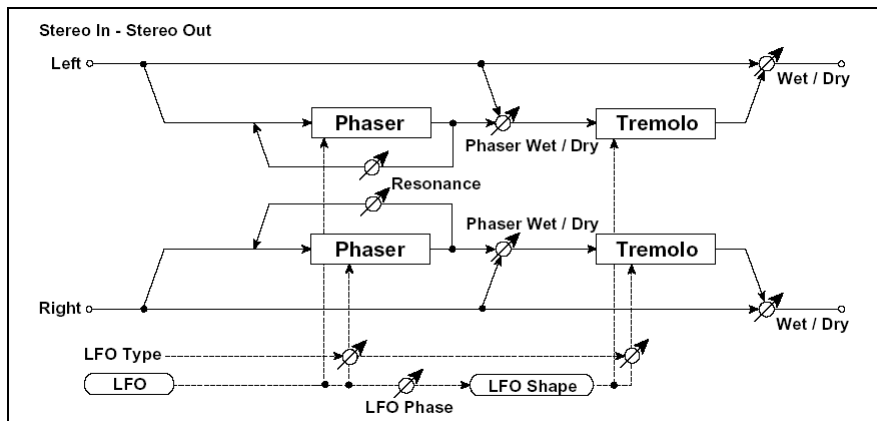 Stereo In - Stereo Out
Left
Wet / Dry
Phaser
Tremolo
Phaser Wet / Dry
Resonance
Phaser Wet / Dry
Phaser
Tremolo
Right
Wet / Dry
LFO Type
LFO
LFO Shape
LFO Phase